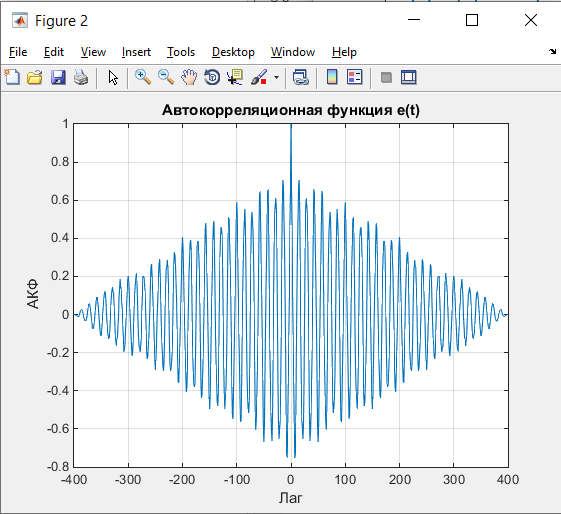 Figure 2
File Edit View Insert Tools Desktop Window Help
Автокорреляционная функция e(t)
1
0.8
0.6
0.4
0.2
0
-0.2
-0.4
-0.6
-0.8
АКФ
-400 -300 -200 -100 0 100 200 300 400
Лаг